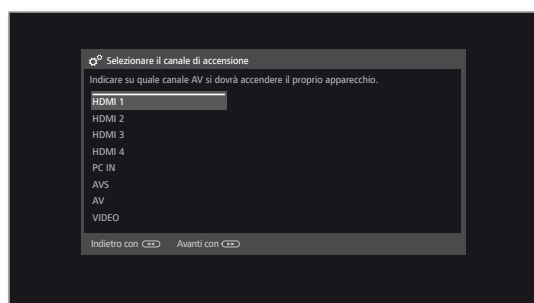 Selezionare il canale di accensione
Indicare su quale canale AV si dovrà accendere il proprio apparecchio.
HDMI 1
HDMI 2
HDMI 3
HDMI 4
PC IN
AVS
AV
VIDEO
Indietro con Avanti con